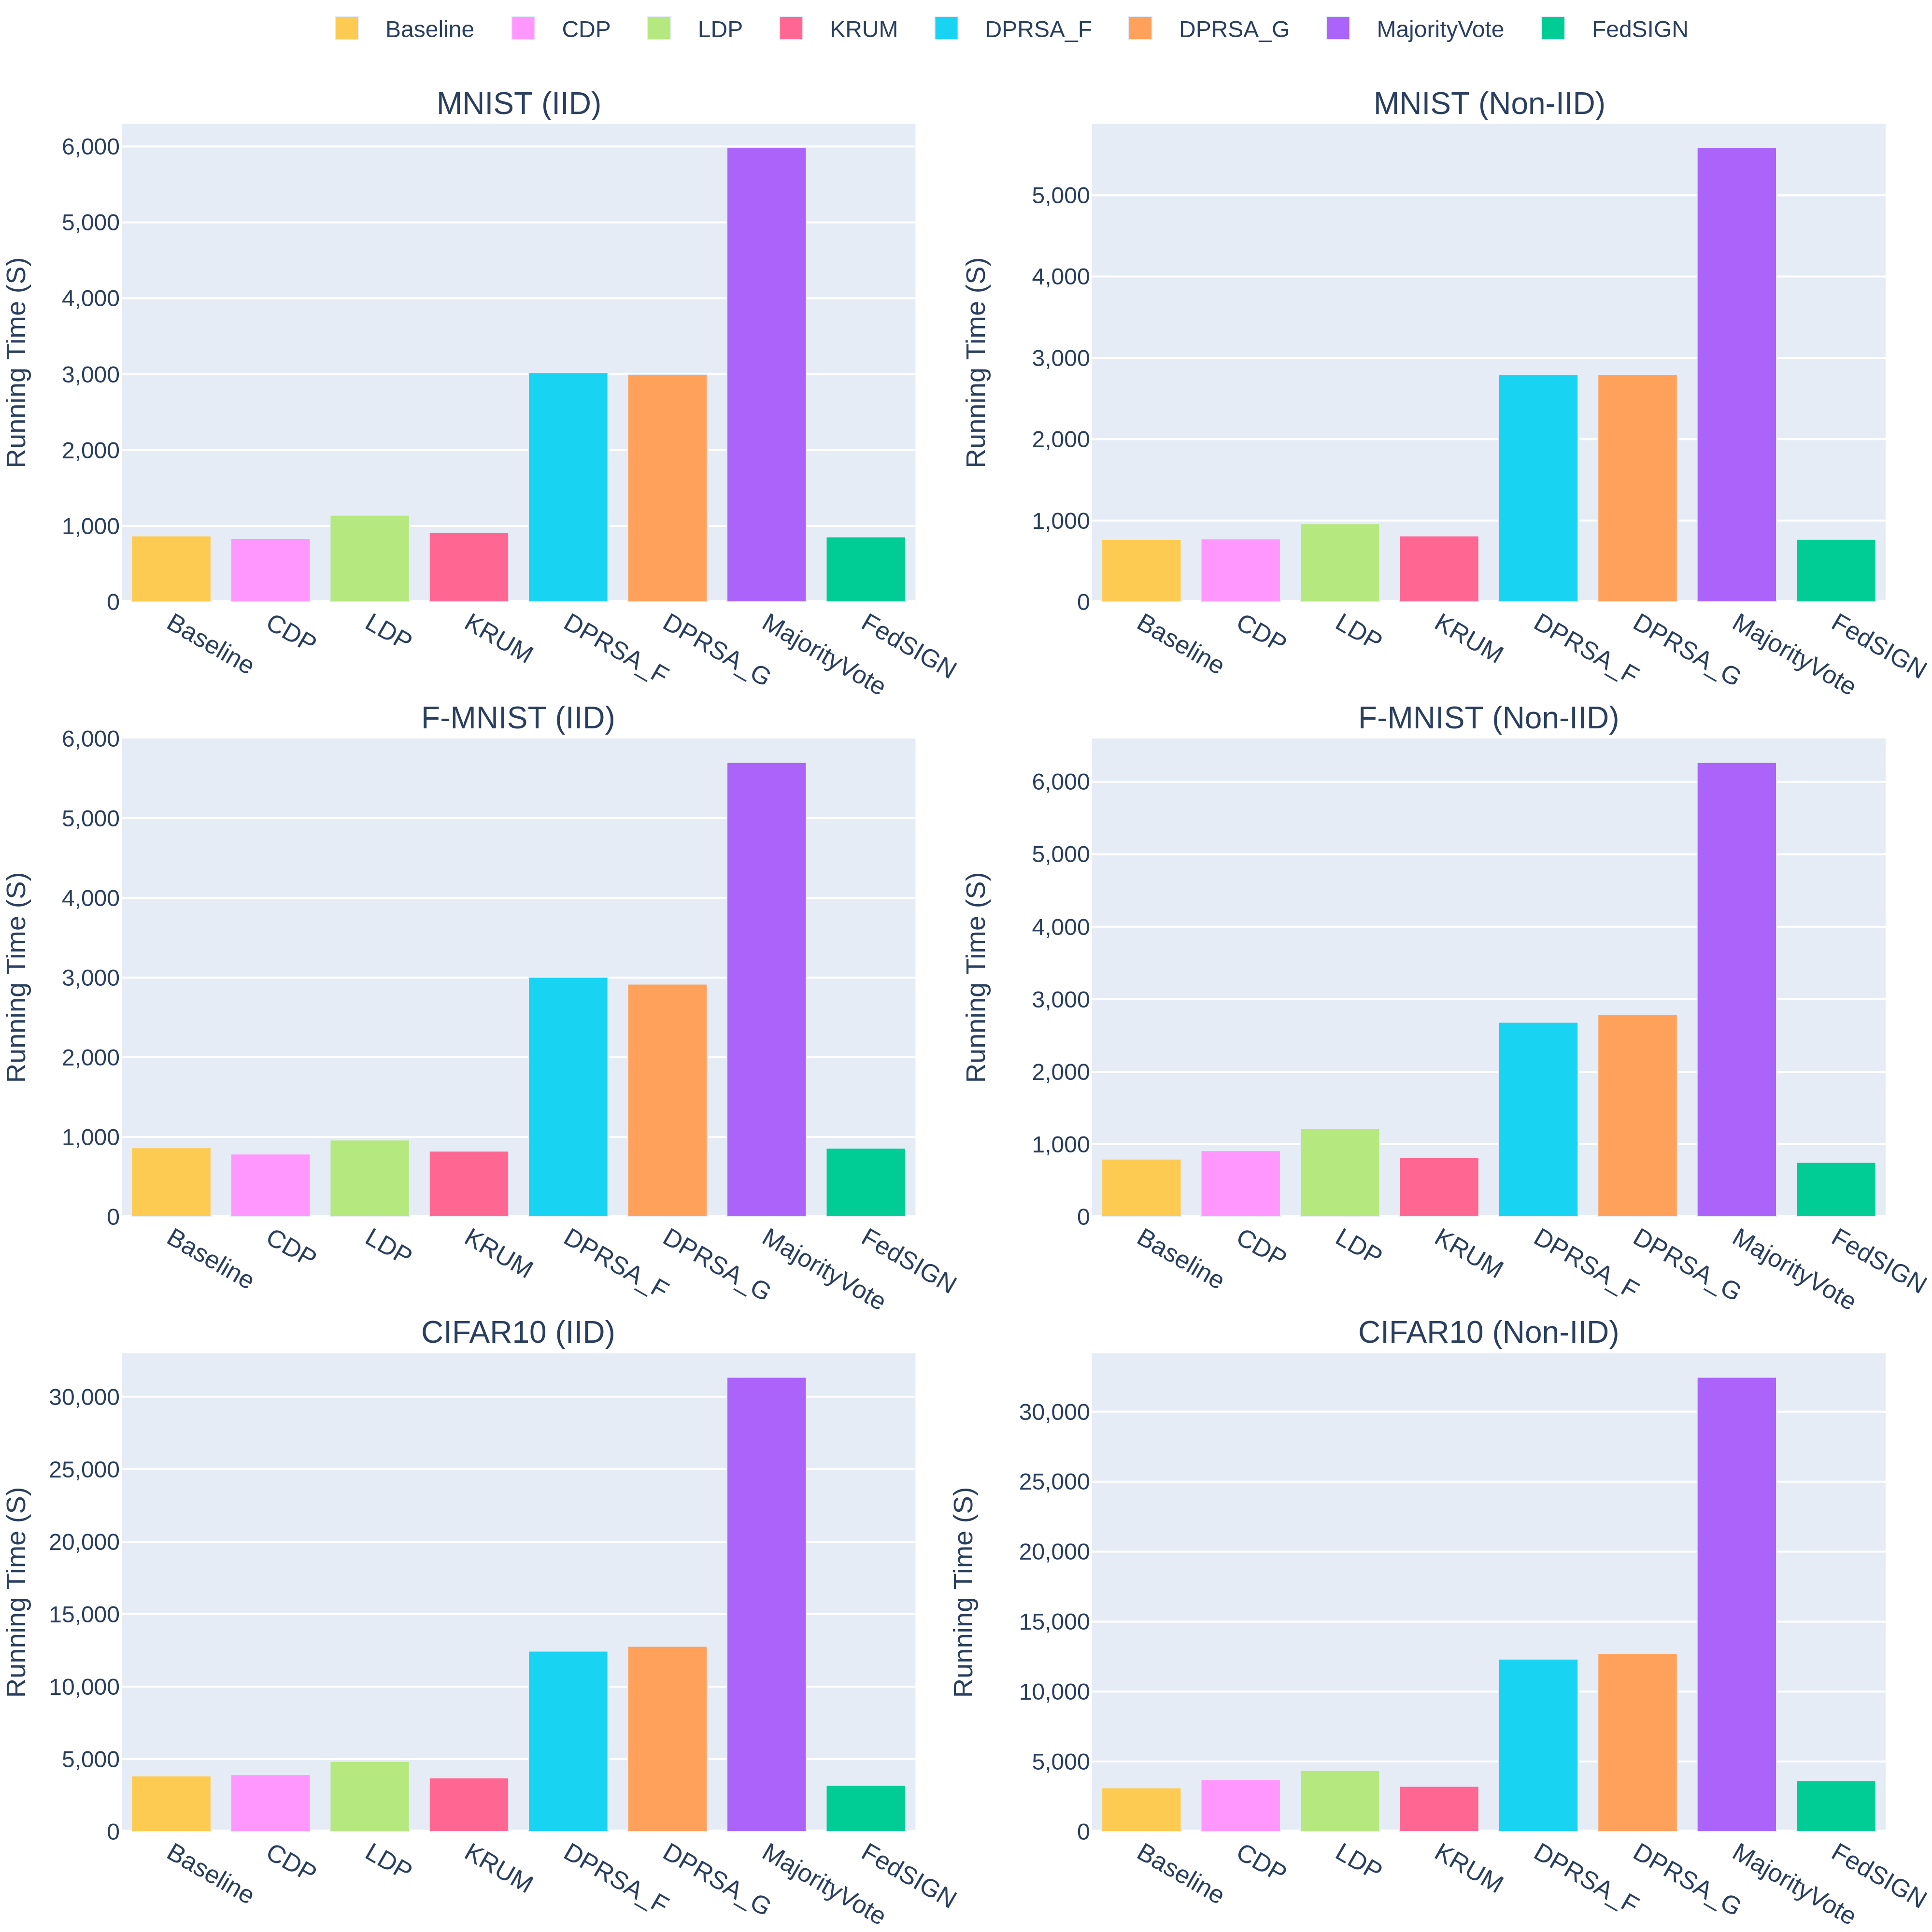 Baseline CDP LDP KRUM DPRSA_F DPRSA_G MajorityVote FedSIGN
MNIST (IID)
Running Time (S)
6,000
5,000
4,000
3,000
2,000
1,000
0
Baseline CDP LDP KRUM DPRSA_F DPRSA_G MajorityVote FedSIGN
MNIST (Non-IID)
Running Time (S)
5,000
4,000
3,000
2,000
1,000
0
Baseline CDP LDP KRUM DPRSA_F DPRSA_G MajorityVote FedSIGN
F-MNIST (IID)
Running Time (S)
6,000
5,000
4,000
3,000
2,000
1,000
0
Baseline CDP LDP KRUM DPRSA_F DPRSA_G MajorityVote FedSIGN
F-MNIST (Non-IID)
Running Time (S)
6,000
5,000
4,000
3,000
2,000
1,000
0
Baseline CDP LDP KRUM DPRSA_F DPRSA_G MajorityVote FedSIGN
CIFAR10 (IID)
Running Time (S)
30,000
25,000
20,000
15,000
10,000
5,000
0
Baseline CDP LDP KRUM DPRSA_F DPRSA_G MajorityVote FedSIGN
CIFAR10 (Non-IID)
Running Time (S)
30,000
25,000
20,000
15,000
10,000
5,000
0
Baseline CDP LDP KRUM DPRSA_F DPRSA_G MajorityVote FedSIGN